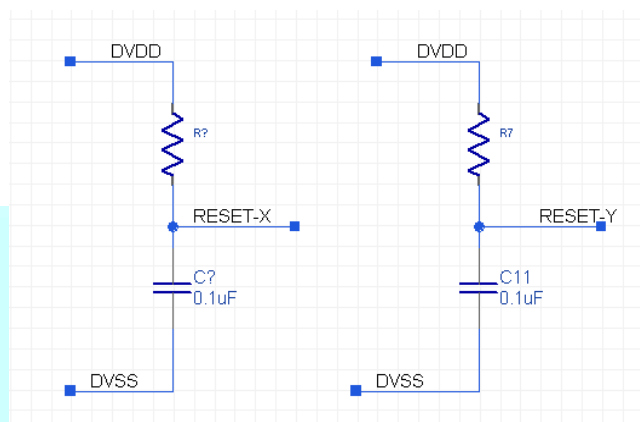 DVDD
R?
RESET-X
C?
0.1uF
DVSS
DVDD
R7
RESET-Y
C11
0.1uF
DVSS